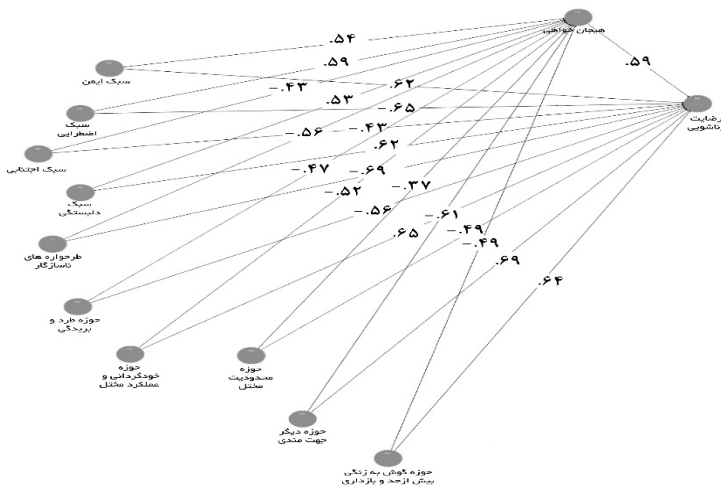 هیجان خواهی
.۵۴
.۵۹
.۵۹
سبک ایمن
-.۴۳
.۶۲
.۵۳
-.۶۵
رضایت
زناشویی
سبک
اضطرابی
-.۵۶
-.۴۳
.۶۲
سبک اجتنابی
-.۴۷
-.۶۹
-.۳۷
-.۵۲
سبک
دلبستگی
-.۵۶
-.۶۱
.۶۵
-.۴۹
-.۴۹
طرحواره های
ناسازگار
.۶۹
.۶۴
حوزه طرد و
بریدگی
حوزه
خودگردانی و
عملکرد مختل
حوزه
محدودیت
مختل
حوزه دیگر
جهت مندی
حوزه گوش به زنگی
بیش ازحد و بازداری